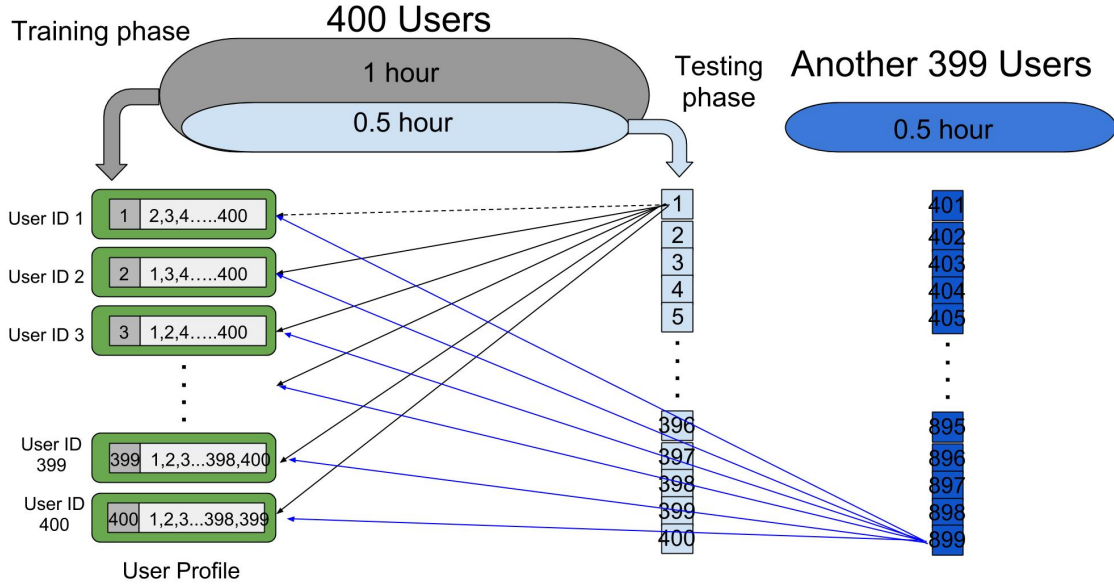 Training phase
400 Users
1 hour
0.5 hour
Testing
phase
Another 399 Users
0.5 hour
User ID 1
1
2,3,4.....400
User ID 2
2
1,3,4.....400
User ID 3
3
1,2,4.....400
User ID
399
399
1,2,3...398,400
User ID
400
400
1,2,3...398,399
User Profile
1
2
3
4
5
396
397
398
399
400
401
402
403
404
405
895
896
897
898
899